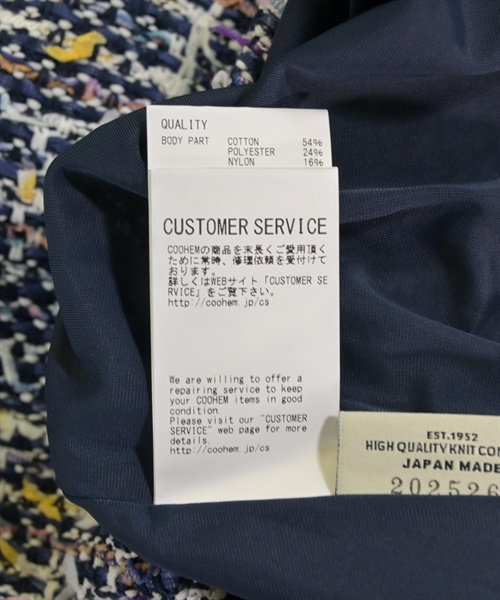 QUALITY
BODY PART COTTON 54%
POLYESTER 24%
NYLON 16%
CUSTOMER SERVICE
COOHEMの商品を末長くご愛用頂く
ために常時、修理依頼を受付けて
おります。
詳しくはWEBサイト「CUSTOMER SE
RVICE」をご覧下さい。
http://coohem.jp/cs
We are willing to offer a
repairing service to keep
your COOHEM items in good
condition.
Please visit our "CUSTOMER
SERVICE" web page for more
details.
http://coohem.jp/cs
EST.1952
HIGH QUALITY KNIT
JAPAN MADE
202526